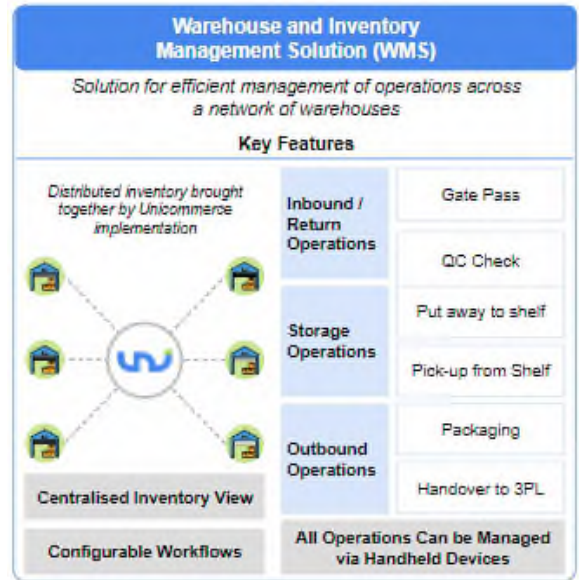 Warehouse and Inventory
Management Solution (WMS)
Solution for efficient management of operations across
a network of warehouses
Key Features
Distributed inventory brought
together by Unicommerce
implementation
Centralised Inventory View
Configurable Workflows
Inbound /
Return
Operations
Gate Pass
QC Check
Storage
Operations
Put away to shelf
Pick-up from Shelf
Outbound
Operations
Packaging
Handover to 3PL
All Operations Can be Managed
via Handheld Devices